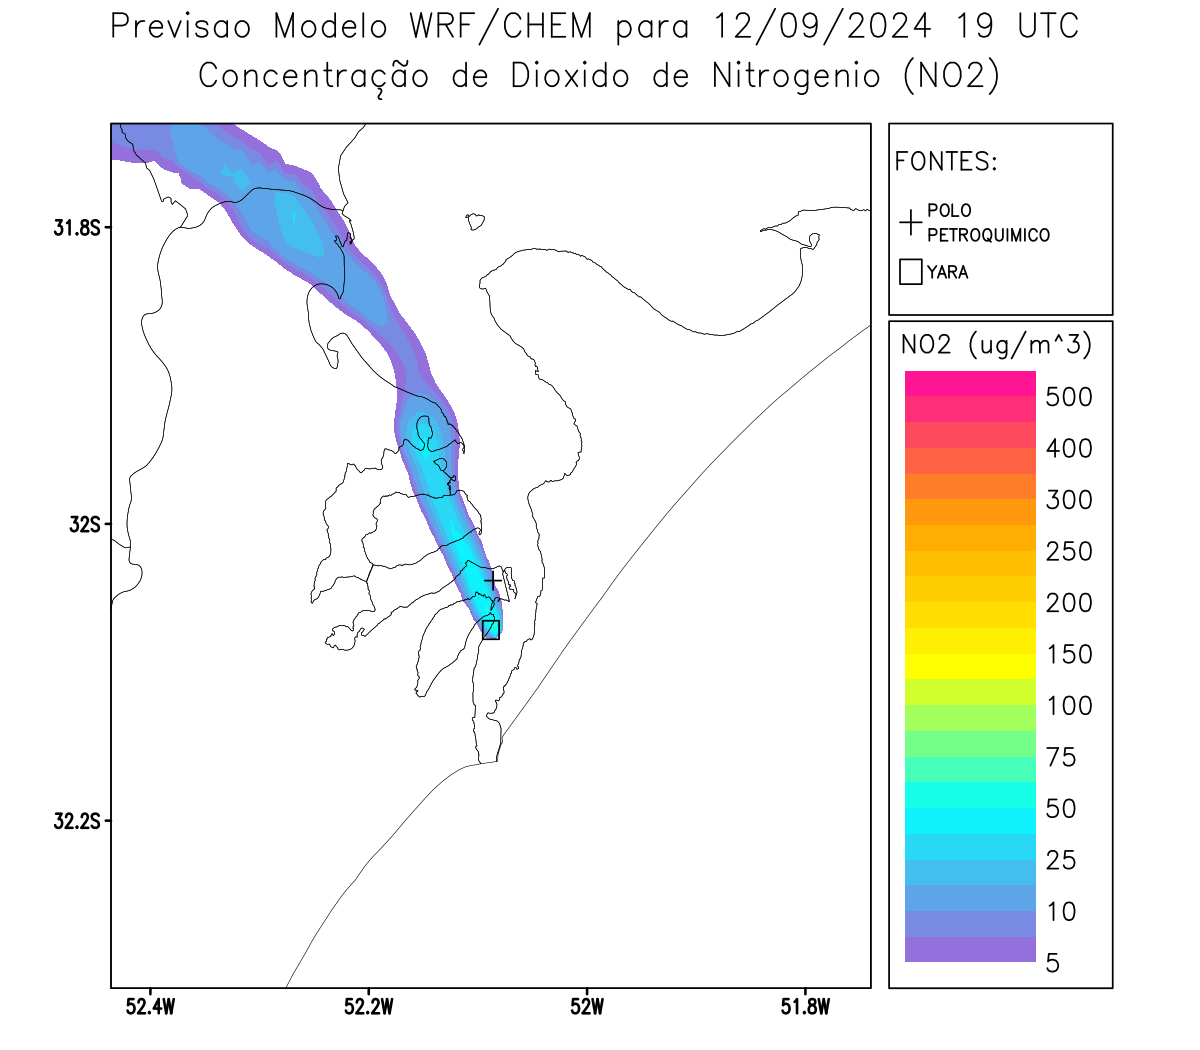 Previsao Modelo WRF/CHEM para 12/09/2024 19 UTC
Concentração de Dioxido de Nitrogenio (NO2)
FONTES:
POLO
PETROQUIMICO
YARA
31.8S
32S
32.2S
52.4W
52.2W
52W
51.8W
NO2 (ug/m^3)
500
400
300
250
200
150
100
75
50
25
10
5